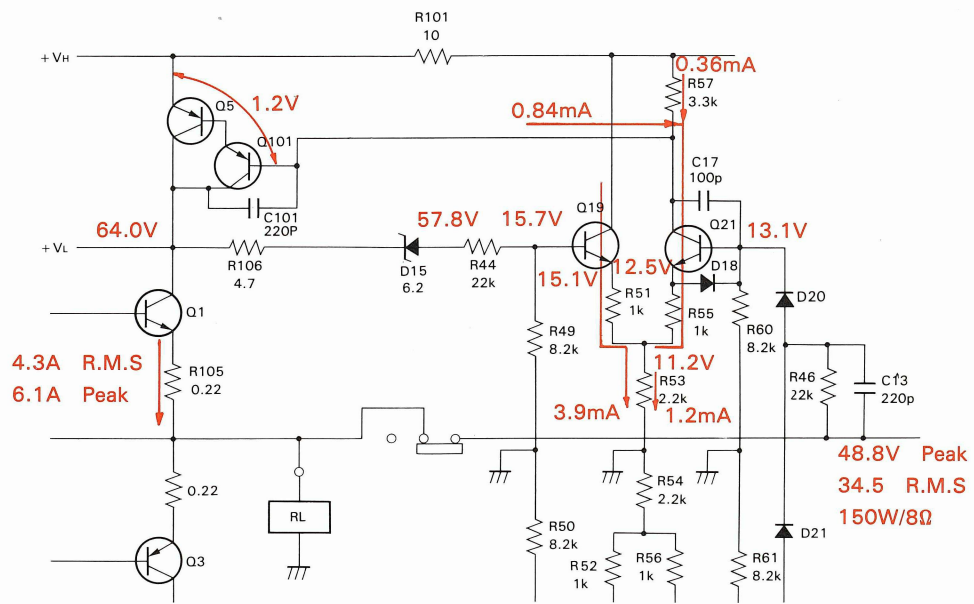 R101
10
+VH
0.36mA
R57
3.3k
Q5
1.2V
0.84mA
Q101
C17
100p
C101
220P
Q19
Q21
64.0V
57.8V
15.7V
13.1V
+VL
R106
4.7
D15
6.2
R44
22k
15.1V
12.5V
D18
R51
1k
R55
1k
D20
Q1
R49
8.2k
R60
8.2k
4.3A R.M.S
6.1A Peak
R105
0.22
11.2V
R53
2.2k
R46
22k
C13
220p
3.9mA
1.2mA
48.8V Peak
34.5 R.M.S
150W/8Ω
0.22
R54
2.2k
RL
R50
8.2k
D21
Q3
R52
1k
R56
1k
R61
8.2k